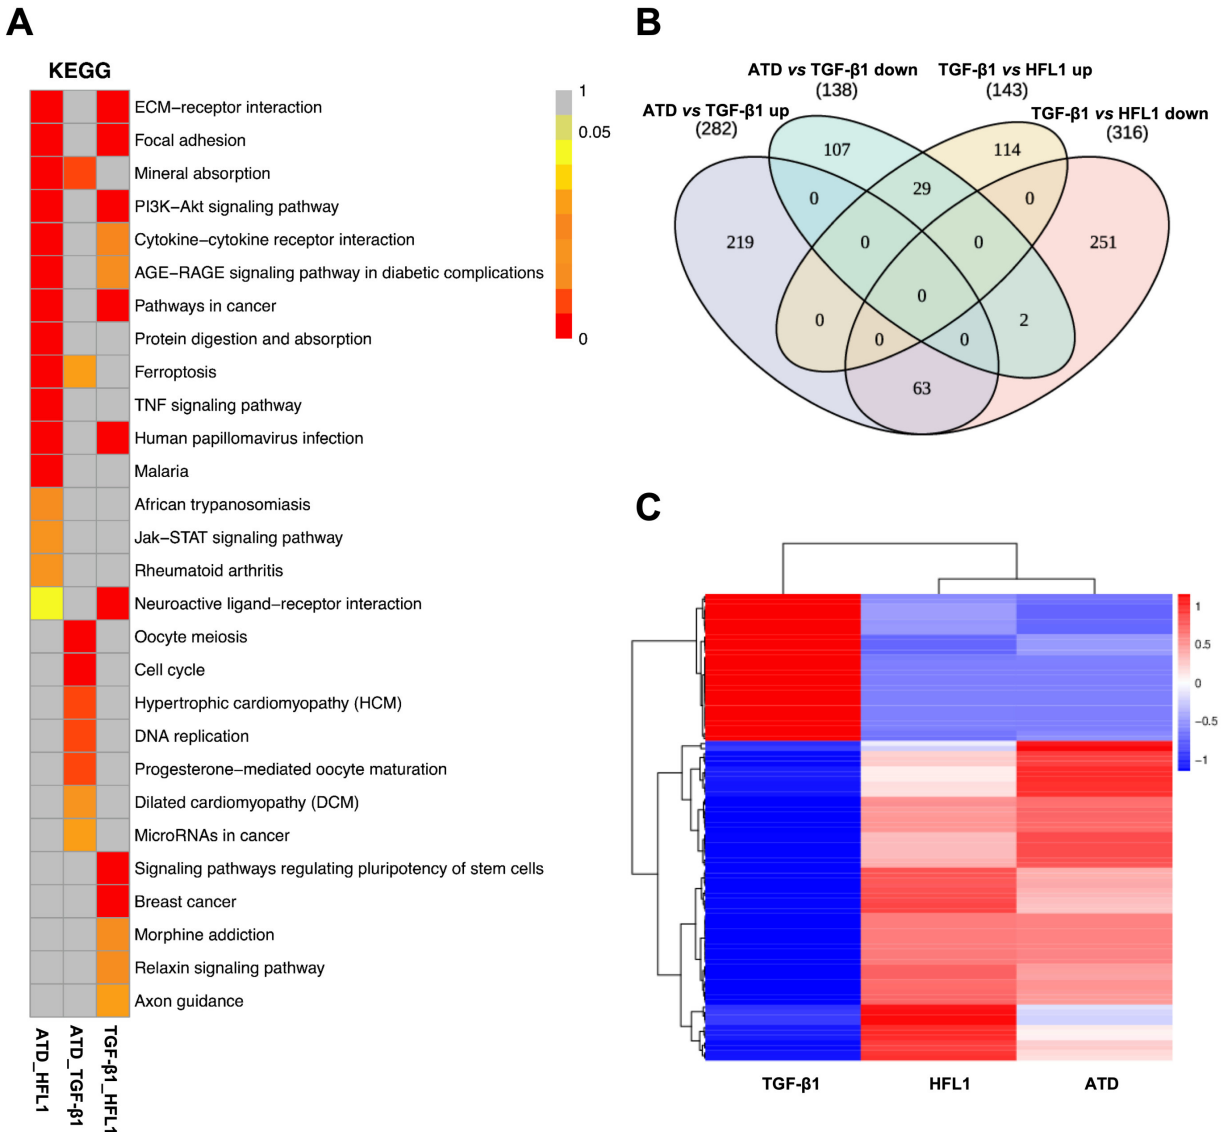 A
KEGG
ECM–receptor interaction
Focal adhesion
Mineral absorption
PI3K–Akt signaling pathway
Cytokine–cytokine receptor interaction
AGE–RAGE signaling pathway in diabetic complications
Pathways in cancer
Protein digestion and absorption
Ferroptosis
TNF signaling pathway
Human papillomavirus infection
Malaria
African trypanosomiasis
Jak–STAT signaling pathway
Rheumatoid arthritis
Neuroactive ligand–receptor interaction
Oocyte meiosis
Cell cycle
Hypertrophic cardiomyopathy (HCM)
DNA replication
Progesterone–mediated oocyte maturation
Dilated cardiomyopathy (DCM)
MicroRNAs in cancer
Signaling pathways regulating pluripotency of stem cells
Breast cancer
Morphine addiction
Relaxin signaling pathway
Axon guidance
ATD_HFL1
ATD_TGF-β1
TGF-β1_HFL1
1
0.05
0
B
ATD vs TGF-β1 down
(138)
TGF-β1 vs HFL1 up
(143)
ATD vs TGF-β1 up
(282)
TGF-β1 vs HFL1 down
(316)
107
114
0
29
0
219
0
0
251
0
0
2
0
0
63
C
1
0.5
0
−0.5
−1
TGF-β1
HFL1
ATD